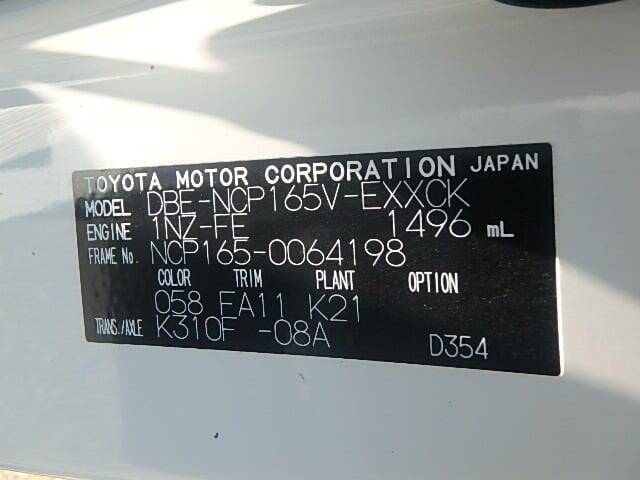 TOYOTA MOTOR CORPORATION JAPAN
MODEL DBE-NCP165V-EXXCK
ENGINE 1NZ-FE 1496 mL
FRAME No. NCP165-0064198
COLOR TRIM PLANT OPTION
058 FA11 K21
TRANS./AXLE K310F -08A
D354